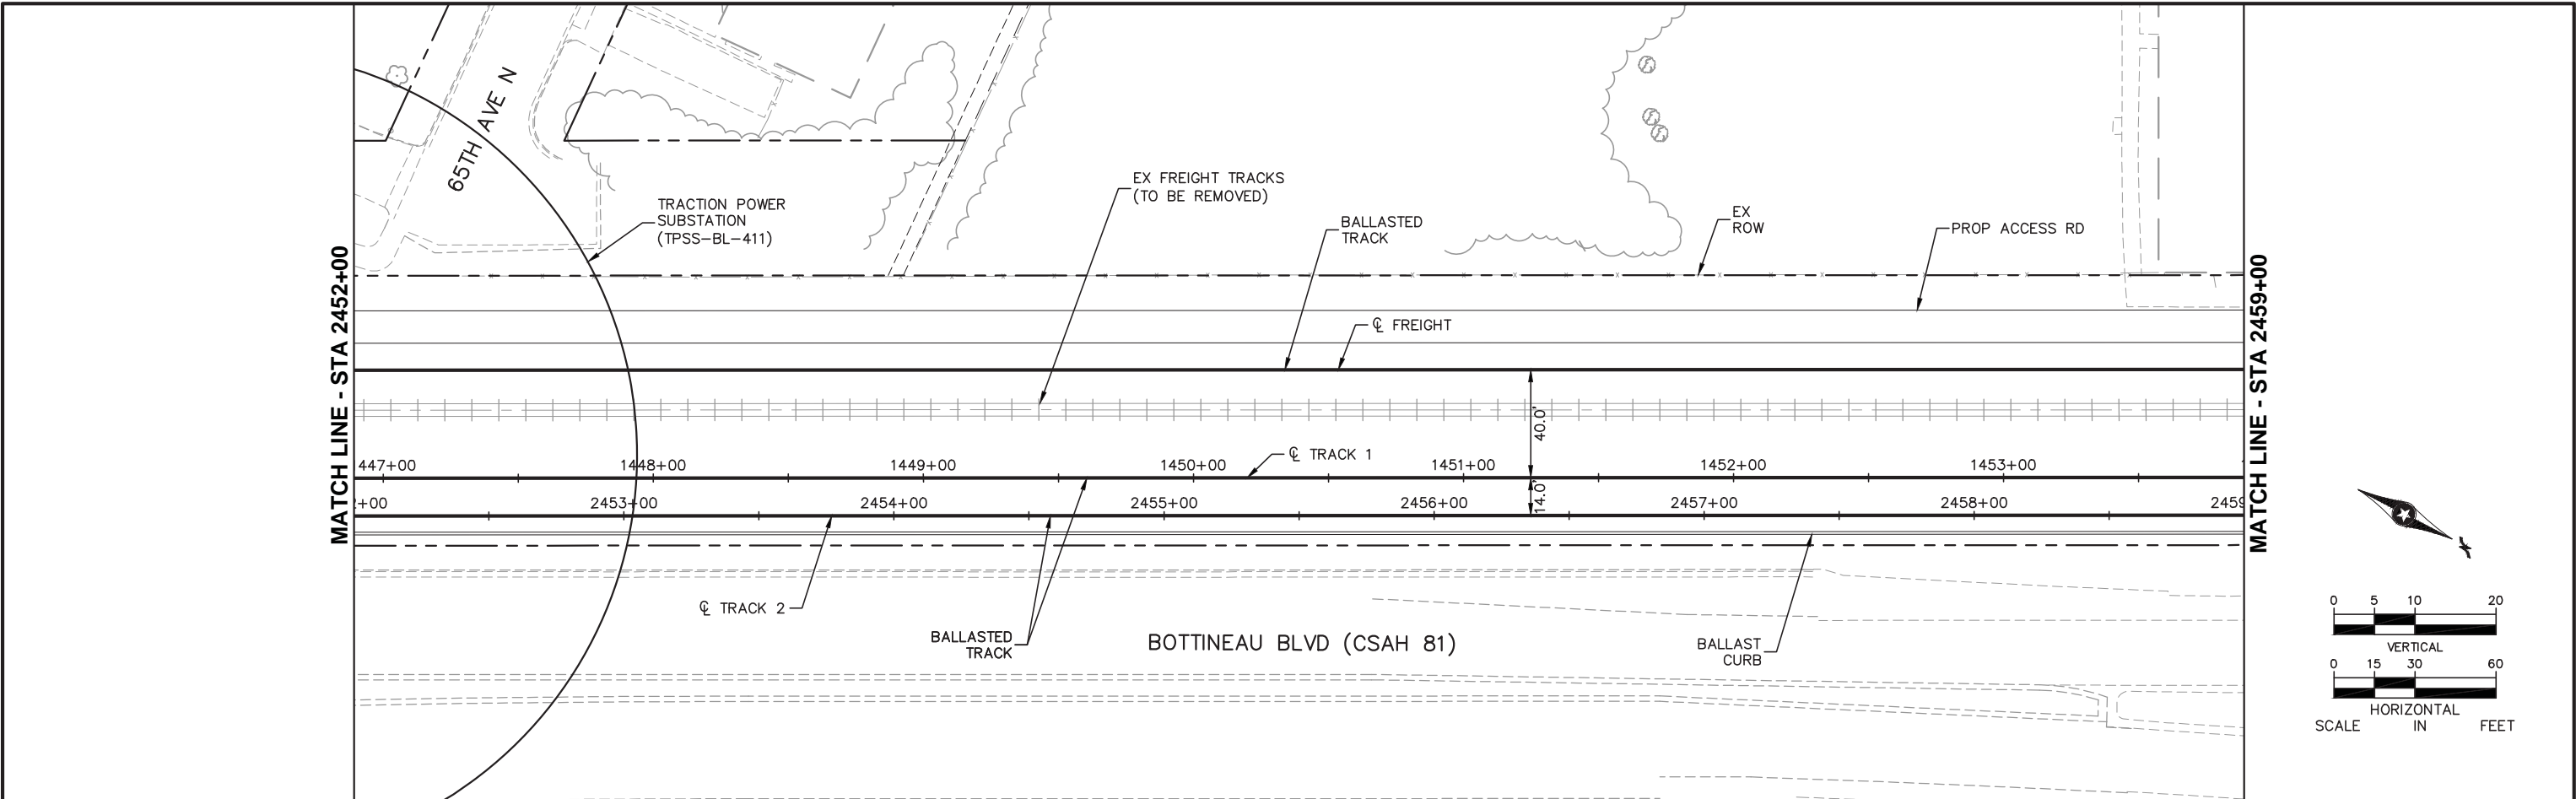 65TH AVE N
TRACTION POWER
SUBSTATION
(TPSS-BL-411)
EX FREIGHT TRACKS
(TO BE REMOVED)
BALLASTED
TRACK
EX
ROW
PROP ACCESS RD
MATCH LINE - STA 2452+00
MATCH LINE - STA 2459+00
℄ FREIGHT
40.0'
℄ TRACK 1
447+00 1448+00 1449+00 1450+00 1451+00 1452+00 1453+00
14.0'
+00 2453+00 2454+00 2455+00 2456+00 2457+00 2458+00 2459
℄ TRACK 2
BALLASTED
TRACK
BOTTINEAU BLVD (CSAH 81)
BALLAST
CURB
0 5 10 20
VERTICAL
0 15 30 60
HORIZONTAL
SCALE IN FEET